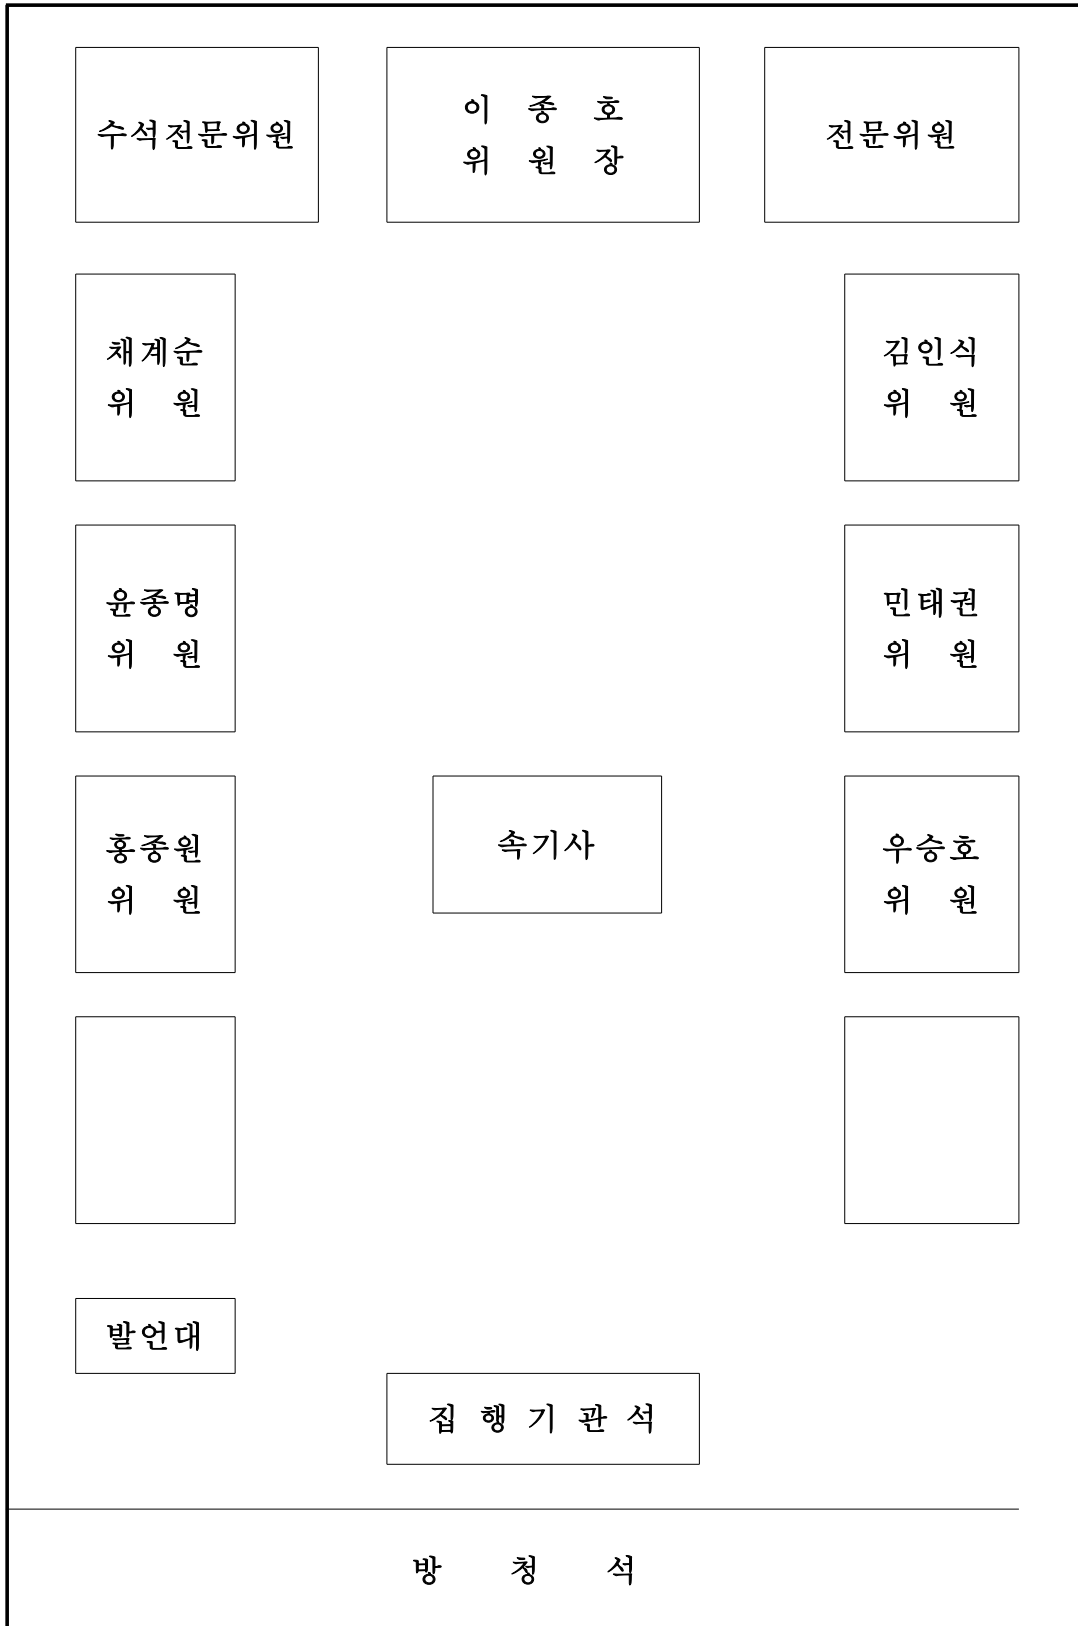 수석전문위원
이 종 호
위 원 장
전문위원
채계순
위 원
김인식
위 원
윤종명
위 원
민태권
위 원
홍종원
위 원
속기사
우승호
위 원
발언대
집 행 기 관 석
방 청 석